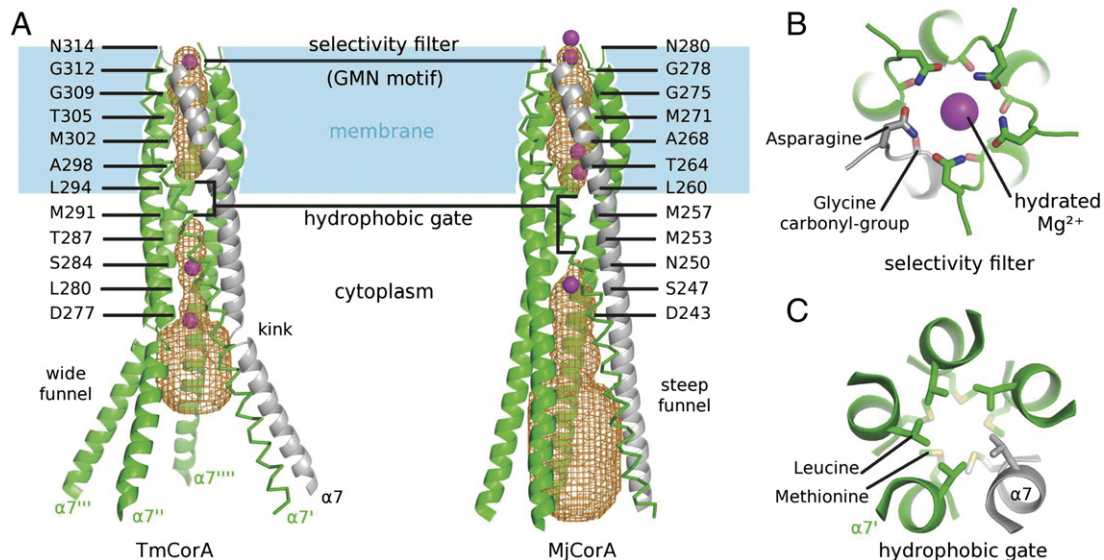 A
N314
G312
G309
T305
M302
A298
L294
M291
T287
S284
L280
D277
selectivity filter
(GMN motif)
membrane
hydrophobic gate
cytoplasm
N280
G278
G275
M271
A268
T264
L260
M257
M253
N250
S247
D243
kink
wide
funnel
steep
funnel
α7'''
α7''
α7''''
α7'
α7
TmCorA
MjCorA
B
Asparagine
Glycine
carbonyl-group
hydrated
Mg²⁺
selectivity filter
C
Leucine
Methionine
α7'
α7
hydrophobic gate